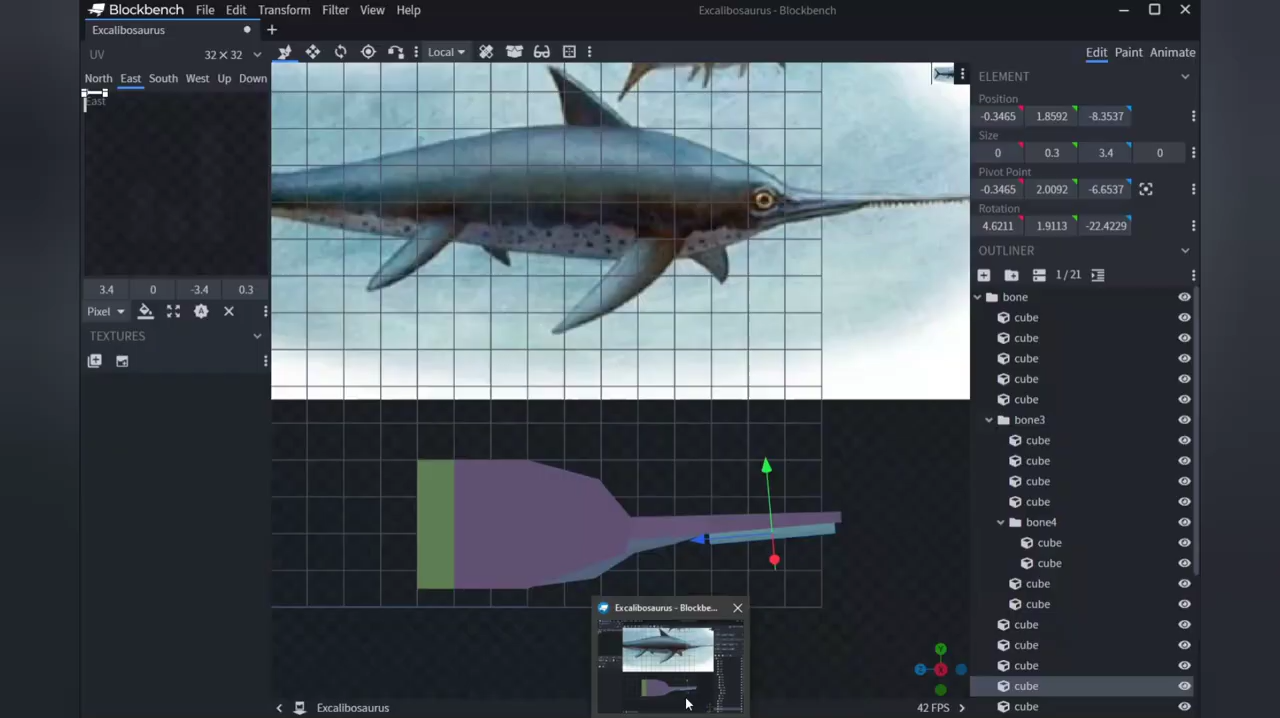 Blockbench File Edit Transform Filter View Help Excalibosaurus - Blockbench
Excalibosaurus
UV 32 × 32 Local Edit Paint Animate
North East South West Up Down
East
ELEMENT
Position
-0.3465 1.8592 -8.3537
Size
0 0.3 3.4 0
Pivot Point
-0.3465 2.0092 -6.6537
Rotation
4.6211 1.9113 -22.4229
OUTLINER
1 / 21
3.4 0 -3.4 0.3
Pixel
TEXTURES
bone
cube
cube
cube
cube
cube
bone3
cube
cube
cube
cube
bone4
cube
cube
cube
cube
cube
cube
cube
cube
cube
Excalibosaurus - Blockbe...
Y
Z X
Excalibosaurus 42 FPS